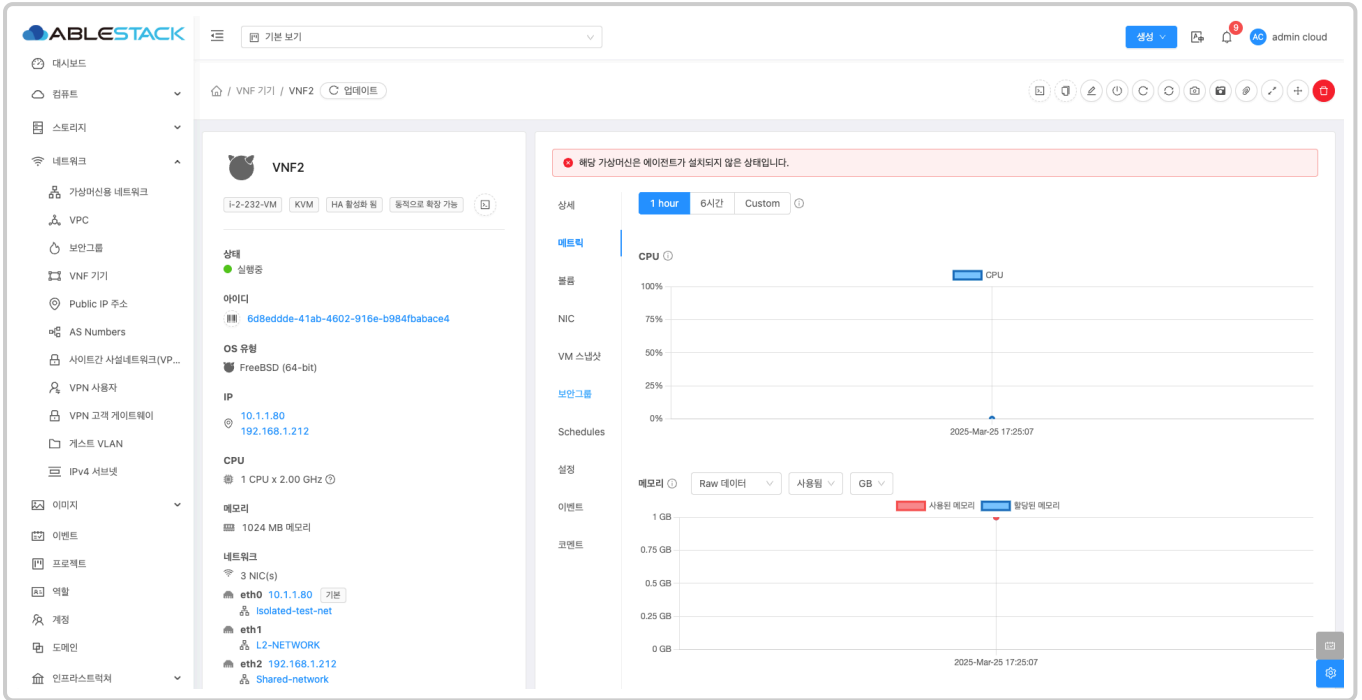 ABLESTACK
기본 보기
생성
9
AC
admin cloud
대시보드
컴퓨트
스토리지
네트워크
가상머신용 네트워크
VPC
보안그룹
VNF 기기
Public IP 주소
AS Numbers
사이트간 사설네트워크(VP...
VPN 사용자
VPN 고객 게이트웨이
게스트 VLAN
IPv4 서브넷
이미지
이벤트
프로젝트
역할
계정
도메인
인프라스트럭쳐
/ VNF 기기 / VNF2
업데이트
VNF2
i-2-232-VM
KVM
HA 활성화 됨
동적으로 확장 가능
상태
실행중
아이디
6d8eddde-41ab-4602-916e-b984fbabace4
OS 유형
FreeBSD (64-bit)
IP
10.1.1.80
192.168.1.212
CPU
1 CPU x 2.00 GHz
메모리
1024 MB 메모리
네트워크
3 NIC(s)
eth0 10.1.1.80 기본
Isolated-test-net
eth1
L2-NETWORK
eth2 192.168.1.212
Shared-network
해당 가상머신은 에이전트가 설치되지 않은 상태입니다.
상세
메트릭
볼륨
NIC
VM 스냅샷
보안그룹
Schedules
설정
이벤트
코멘트
1 hour
6시간
Custom
CPU
CPU
100%
75%
50%
25%
0%
2025-Mar-25 17:25:07
메모리
Raw 데이터
사용됨
GB
사용된 메모리
할당된 메모리
1 GB
0.75 GB
0.5 GB
0.25 GB
0 GB
2025-Mar-25 17:25:07